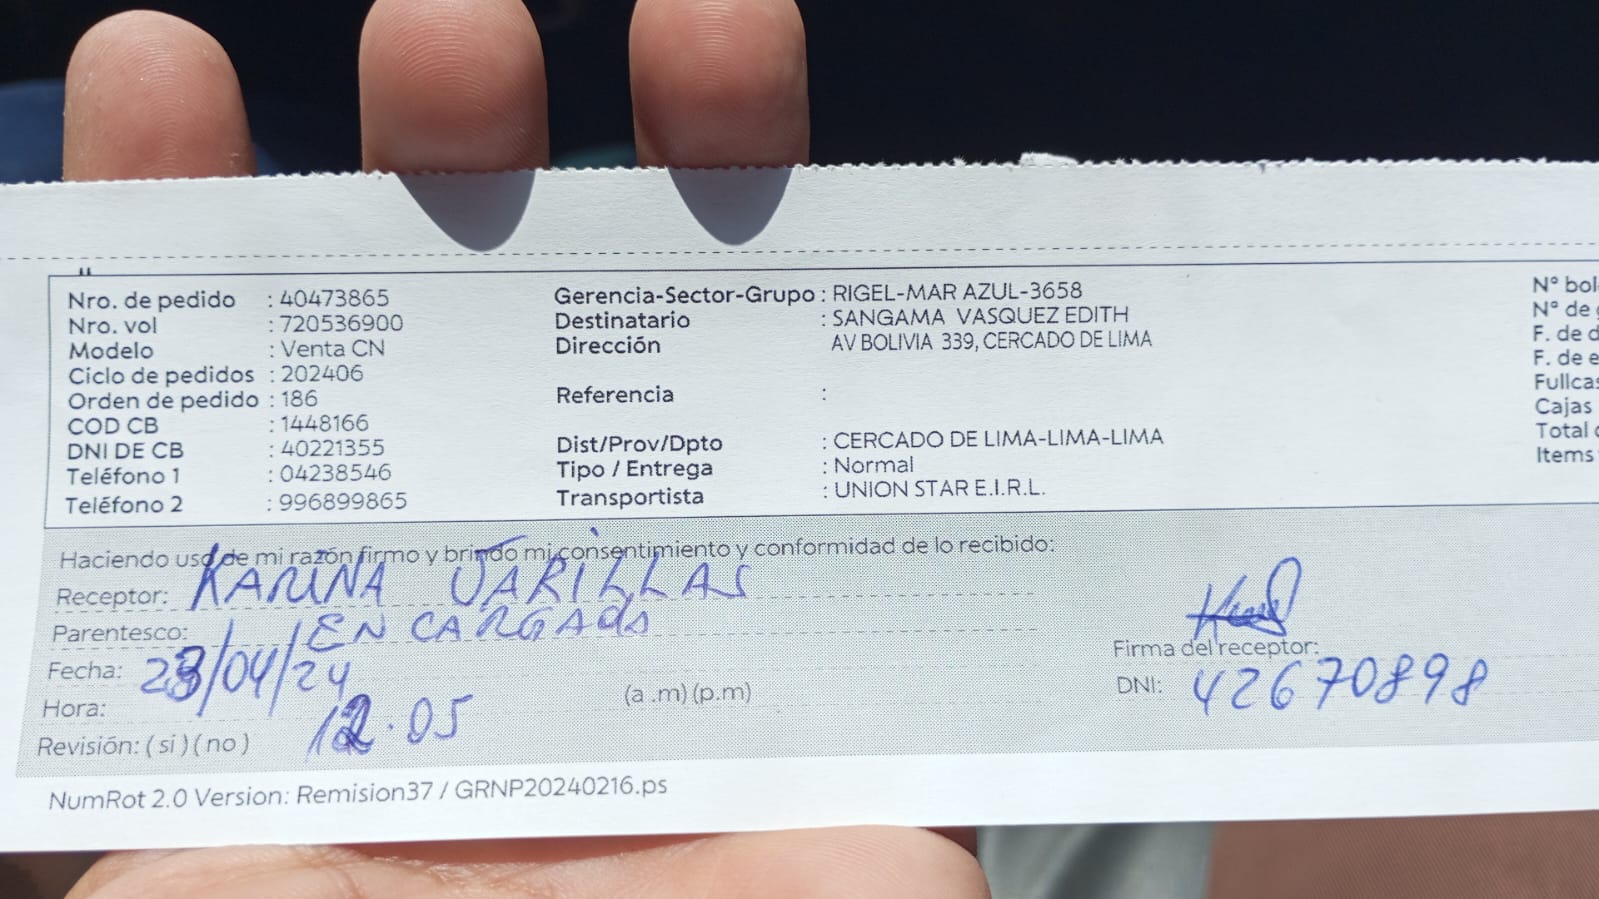 Nro. de pedido : 40473865
Nro. vol : 720536900
Modelo : Venta CN
Ciclo de pedidos : 202406
Orden de pedido : 186
COD CB : 1448166
DNI DE CB : 40221355
Teléfono 1 : 04238546
Teléfono 2 : 996899865
Gerencia-Sector-Grupo : RIGEL-MAR AZUL-3658
Destinatario : SANGAMA VASQUEZ EDITH
Dirección AV BOLIVIA 339, CERCADO DE LIMA
Referencia :
Dist/Prov/Dpto : CERCADO DE LIMA-LIMA-LIMA
Tipo / Entrega : Normal
Transportista : UNION STAR E.I.R.L.
N° bol
N° de
F. de d
F. de e
Fullcas
Cajas
Total
Items
Haciendo uso de mi razón firmo y brindo mi consentimiento y conformidad de lo recibido:
Receptor: KARINA VARILLAS
Parentesco: ENCARGADA
Fecha: 23/04/24
Hora: 12.05 (a .m) (p.m)
Revisión: ( si ) ( no )
Firma del receptor:
DNI: 42670898
NumRot 2.0 Version: Remision37 / GRNP20240216.ps